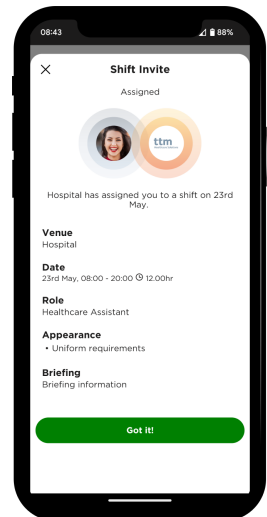 08:43 88%
Shift Invite
Assigned
ttm
Hospital has assigned you to a shift on 23rd
May.
Venue
Hospital
Date
23rd May, 08:00 - 20:00 12.00hr
Role
Healthcare Assistant
Appearance
• Uniform requirements
Briefing
Briefing information
Got it!